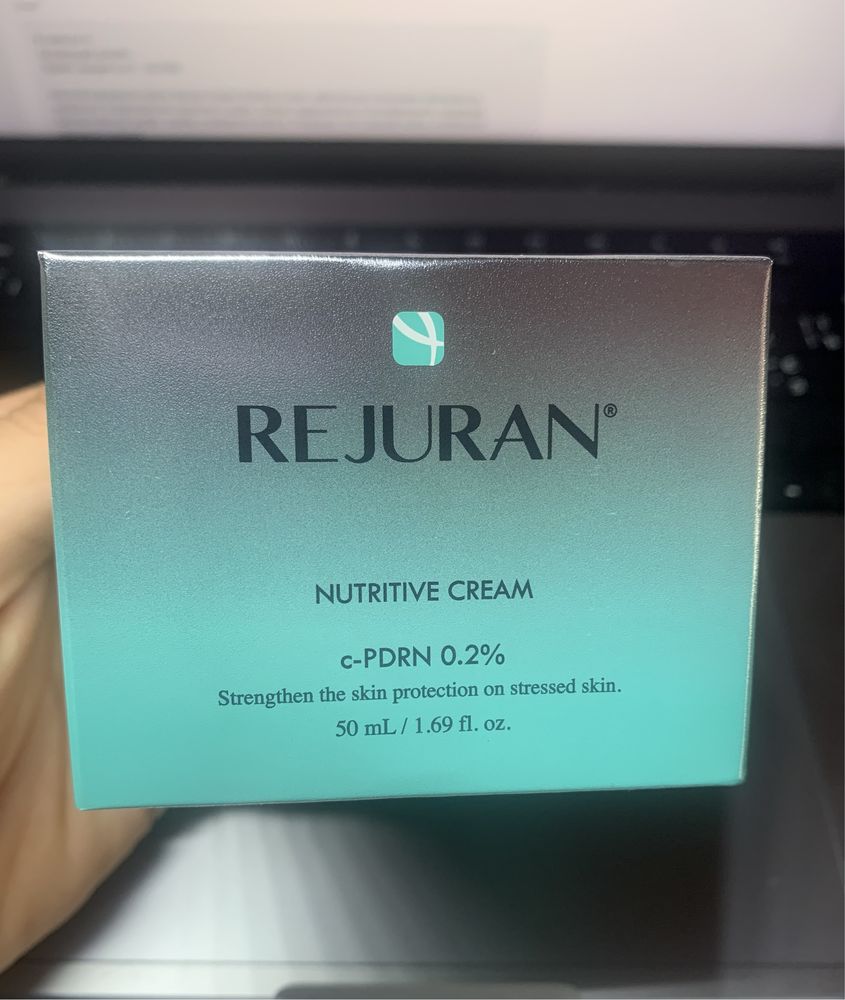 REJURAN®
NUTRITIVE CREAM
c-PDRN 0.2%
Strengthen the skin protection on stressed skin.
50 mL / 1.69 fl. oz.